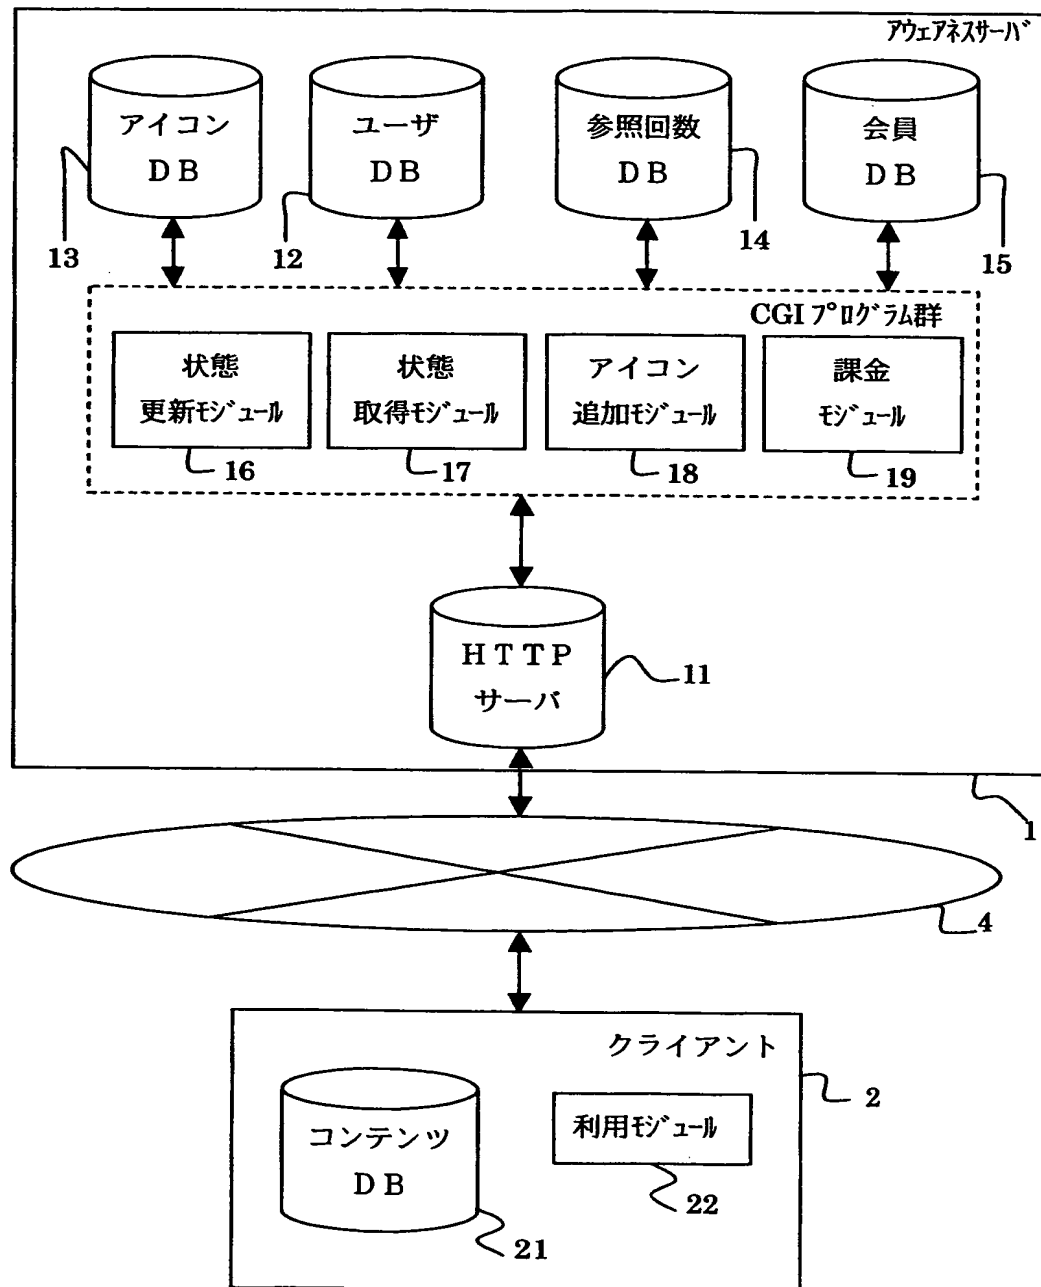 アウェアネスサーバ
アイコン
DB
ユーザ
DB
参照回数
DB
会員
DB
13
12
14
15
CGIプログラム群
状態
更新モジュール
状態
取得モジュール
アイコン
追加モジュール
課金
モジュール
16
17
18
19
HTTP
サーバ
11
1
4
クライアント
2
コンテンツ
DB
利用モジュール
22
21